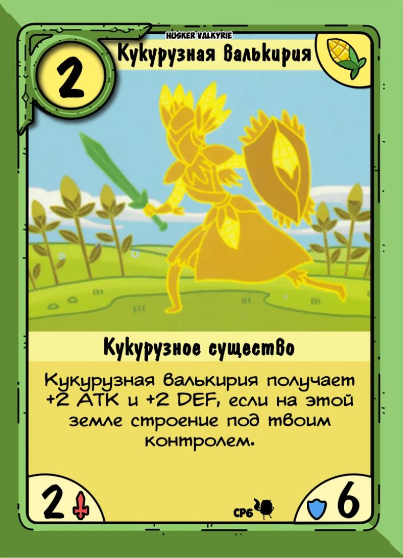 HUSKER VALKYRIE
2
Кукурузная валькирия
Кукурузное существо
Кукурузная валькирия получает
+2 ATK и +2 DEF, если на этой
земле строение под твоим
контролем.
2
СРБ
6